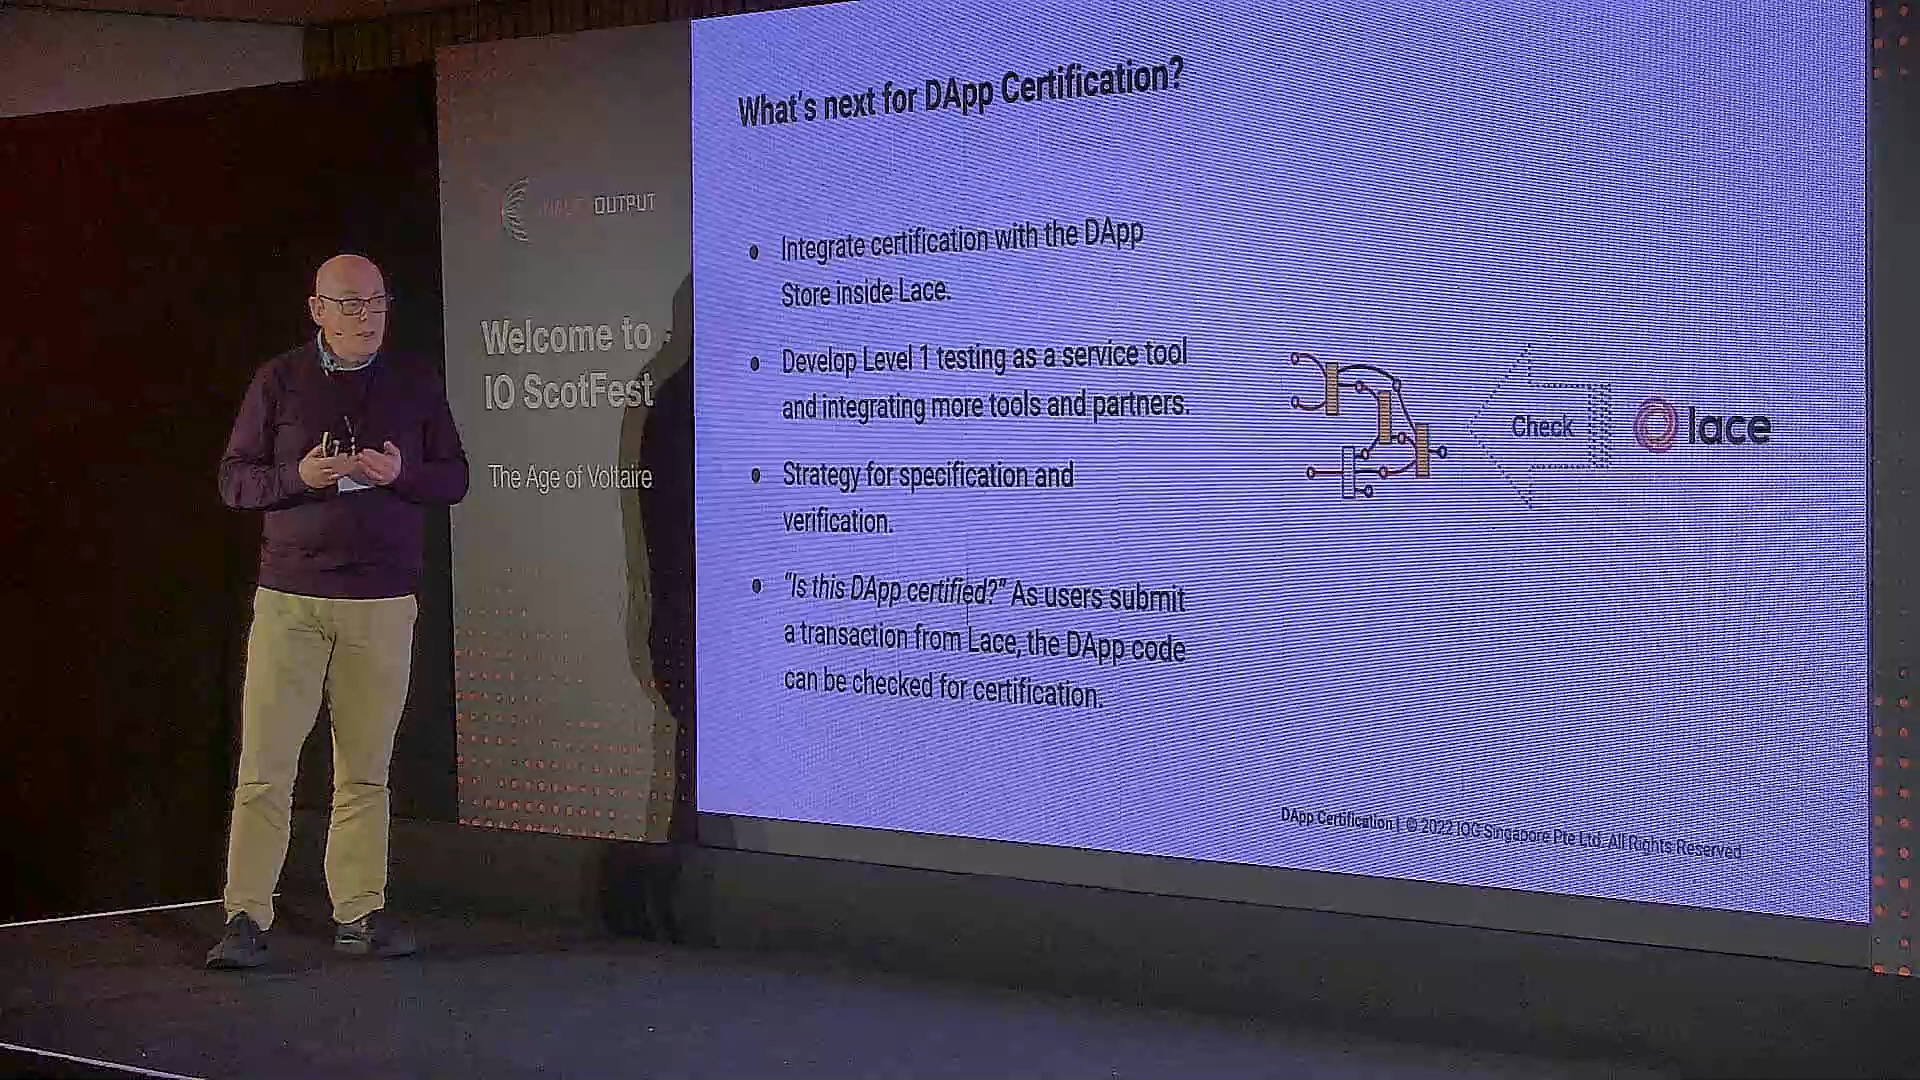 INPUT OUTPUT
Welcome to
IO ScotFest
The Age of Voltaire
What's next for DApp Certification?
• Integrate certification with the DApp
Store inside Lace.
• Develop Level 1 testing as a service tool
and integrating more tools and partners.
• Strategy for specification and
verification.
• “Is this DApp certified?” As users submit
a transaction from Lace, the DApp code
can be checked for certification.
Check
lace
DApp Certification | © 2022 IOG Singapore Pte Ltd. All Rights Reserved